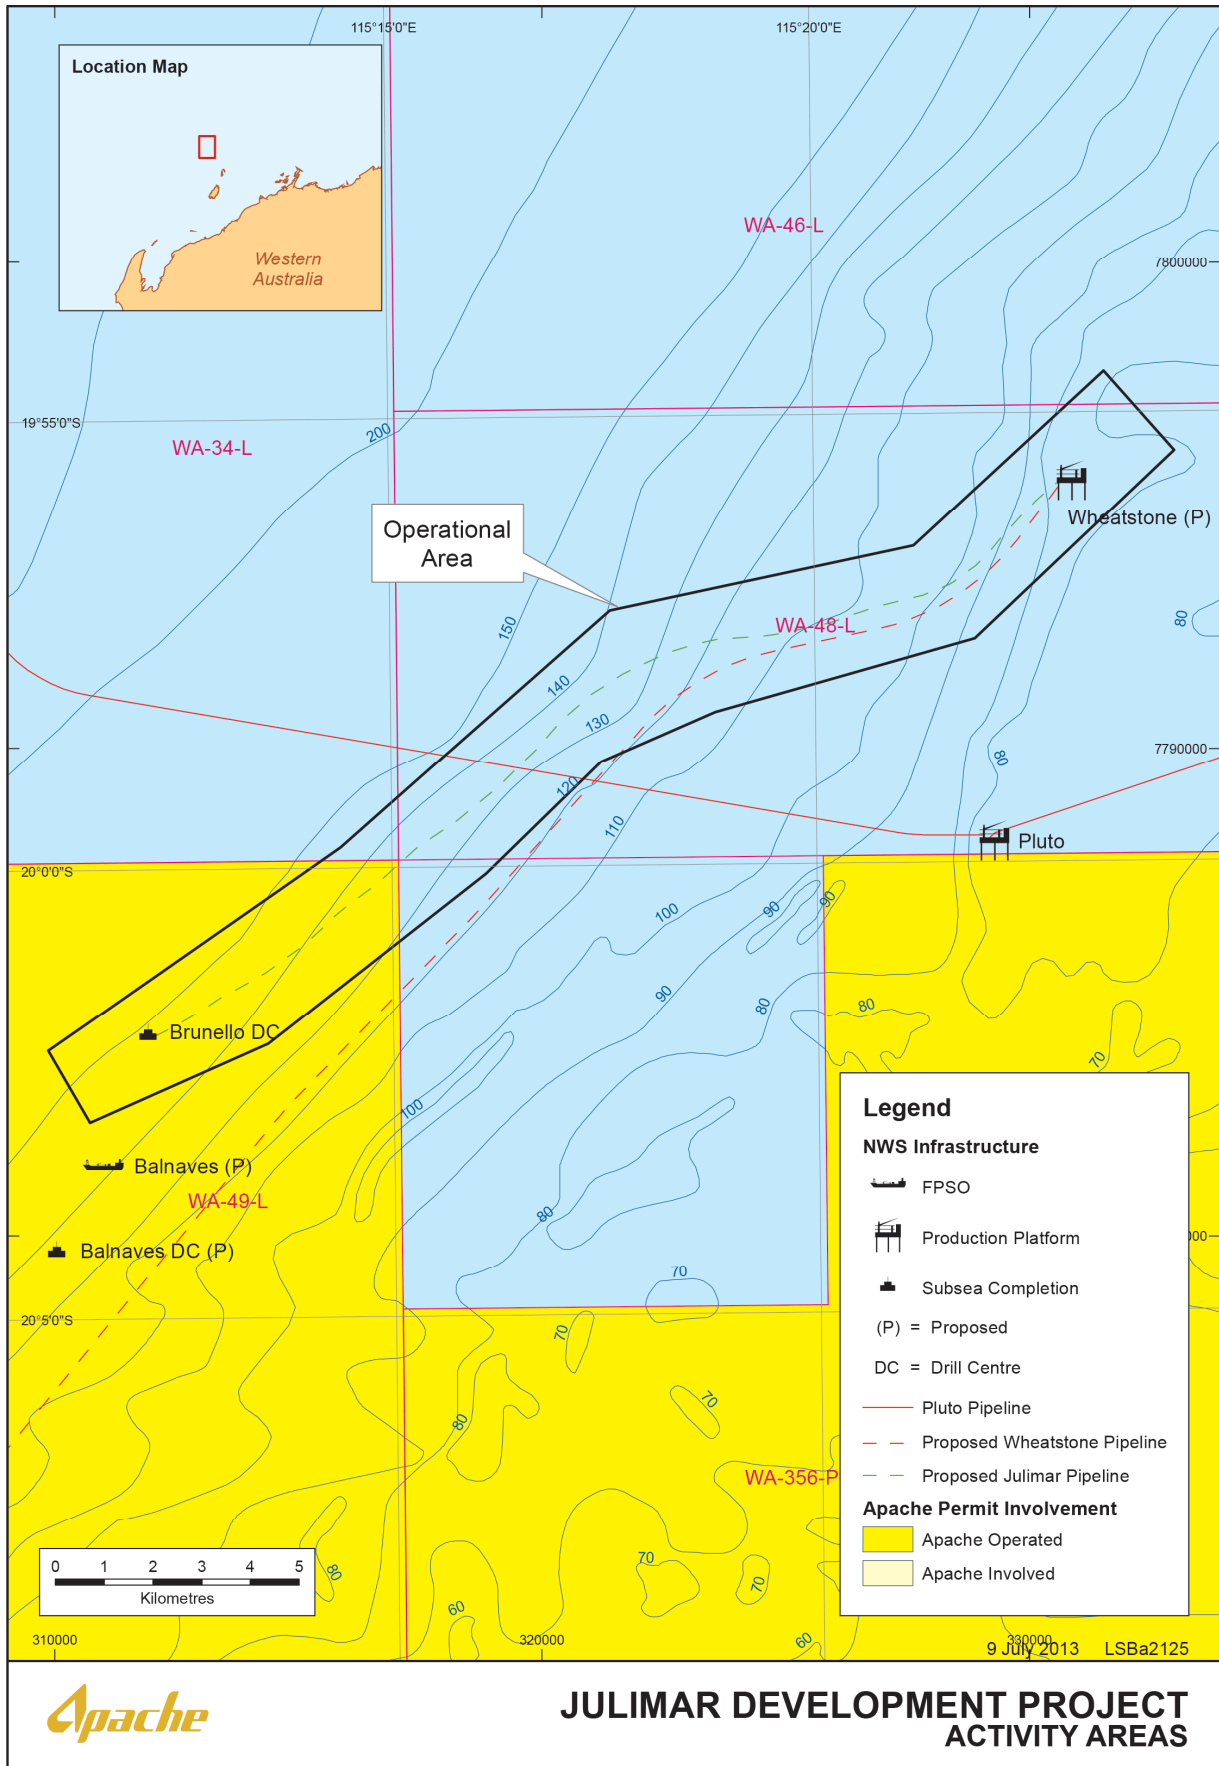 115°15'0"E
115°20'0"E
Location Map
Western
Australia
WA-46-L
7800000
19°55'0"S
200
WA-34-L
Operational
Area
Wheatstone (P)
150
WA-48-L
80
140
130
7790000
80
120
110
Pluto
20°0'0"S
100
90
90
90
80
80
Brunello DC
70
100
Balnaves (P)
WA-49-L
80
Balnaves DC (P)
000
70
20°5'0"S
70
70
80
WA-356-P
70
70
80
60
60
Legend
NWS Infrastructure
FPSO
Production Platform
Subsea Completion
(P) = Proposed
DC = Drill Centre
Pluto Pipeline
Proposed Wheatstone Pipeline
Proposed Julimar Pipeline
Apache Permit Involvement
Apache Operated
Apache Involved
0 1 2 3 4 5
Kilometres
310000
320000
330000
9 July 2013 LSBa2125
Apache
JULIMAR DEVELOPMENT PROJECT
ACTIVITY AREAS